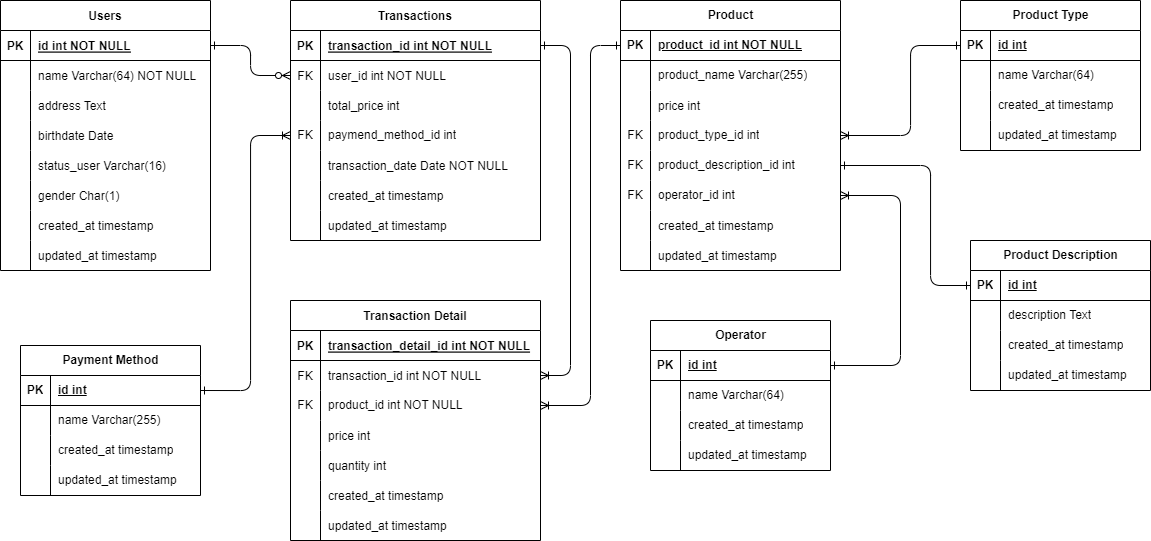 Users
PK id int NOT NULL
name Varchar(64) NOT NULL
address Text
birthdate Date
status_user Varchar(16)
gender Char(1)
created_at timestamp
updated_at timestamp
Transactions
PK transaction_id int NOT NULL
FK user_id int NOT NULL
total_price int
FK paymend_method_id int
transaction_date Date NOT NULL
created_at timestamp
updated_at timestamp
Product
PK product_id int NOT NULL
product_name Varchar(255)
price int
FK product_type_id int
FK product_description_id int
FK operator_id int
created_at timestamp
updated_at timestamp
Product Type
PK id int
name Varchar(64)
created_at timestamp
updated_at timestamp
Product Description
PK id int
description Text
created_at timestamp
updated_at timestamp
Payment Method
PK id int
name Varchar(255)
created_at timestamp
updated_at timestamp
Transaction Detail
PK transaction_detail_id int NOT NULL
FK transaction_id int NOT NULL
FK product_id int NOT NULL
price int
quantity int
created_at timestamp
updated_at timestamp
Operator
PK id int
name Varchar(64)
created_at timestamp
updated_at timestamp